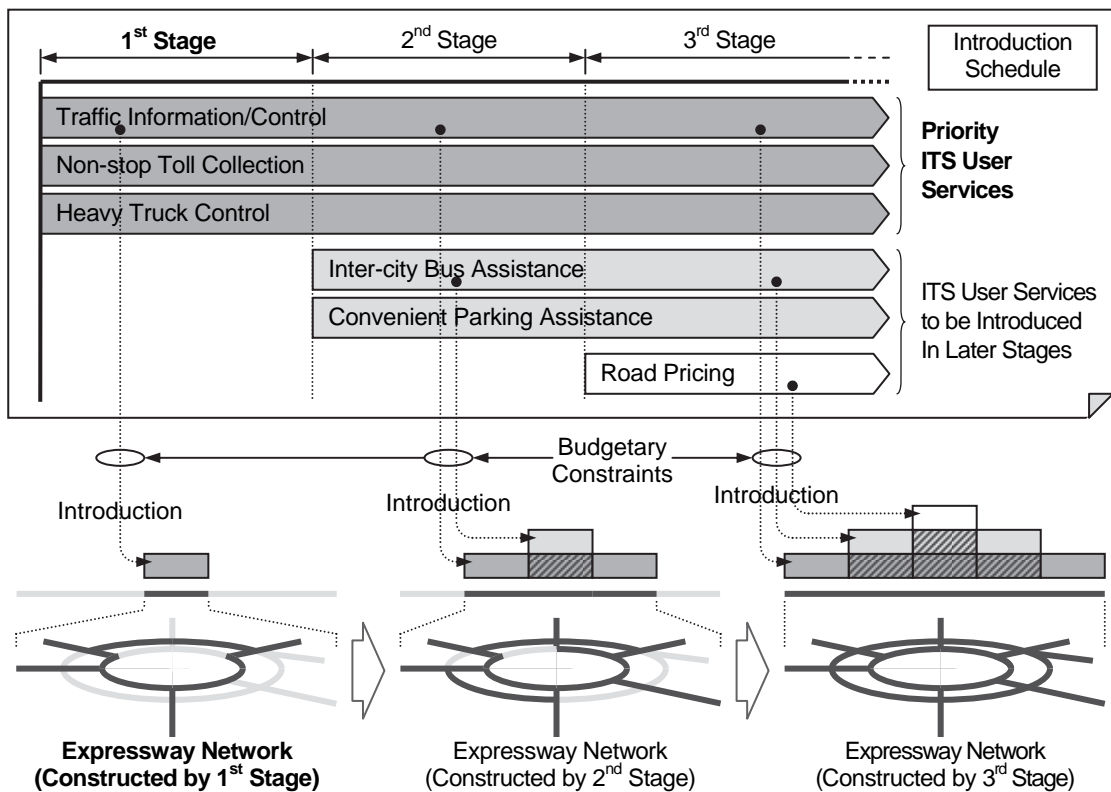 1st Stage
2nd Stage
3rd Stage
Introduction
Schedule
Traffic Information/Control
Non-stop Toll Collection
Heavy Truck Control
Priority
ITS User
Services
Inter-city Bus Assistance
Convenient Parking Assistance
Road Pricing
ITS User Services
to be Introduced
In Later Stages
Budgetary
Constraints
Introduction
Introduction
Introduction
Expressway Network
(Constructed by 1st Stage)
Expressway Network
(Constructed by 2nd Stage)
Expressway Network
(Constructed by 3rd Stage)